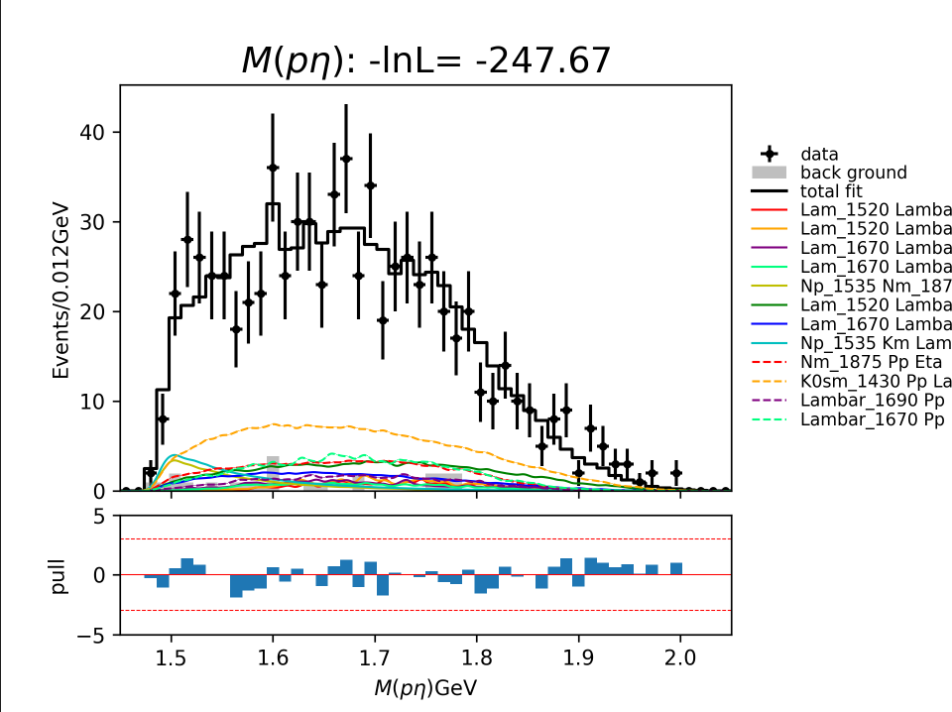 M(pη): -lnL= -247.67
Events/0.012GeV
40
30
20
10
0
data
back ground
total fit
Lam_1520 Lamba
Lam_1520 Lamba
Lam_1670 Lamba
Lam_1670 Lamba
Np_1535 Nm_187
Lam_1520 Lamba
Lam_1670 Lamba
Np_1535 Km Lam
Nm_1875 Pp Eta
K0sm_1430 Pp La
Lambar_1690 Pp
Lambar_1670 Pp
pull
5
0
−5
1.5 1.6 1.7 1.8 1.9 2.0
M(pη)GeV